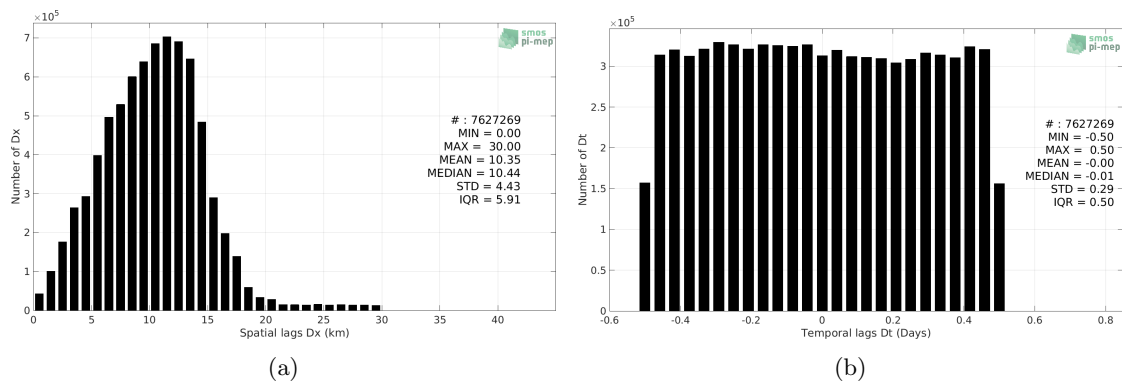 ×10⁵
7
6
5
4
3
2
1
0
Number of Dx
smos
pi-mep
# : 7627269
MIN = 0.00
MAX = 30.00
MEAN = 10.35
MEDIAN = 10.44
STD = 4.43
IQR = 5.91
0 5 10 15 20 25 30 35 40
Spatial lags Dx (km)
(a)
×10⁵
3
2.5
2
1.5
1
0.5
0
Number of Dt
smos
pi-mep
# : 7627269
MIN = -0.50
MAX = 0.50
MEAN = -0.00
MEDIAN = -0.01
STD = 0.29
IQR = 0.50
-0.6 -0.4 -0.2 0 0.2 0.4 0.6 0.8
Temporal lags Dt (Days)
(b)